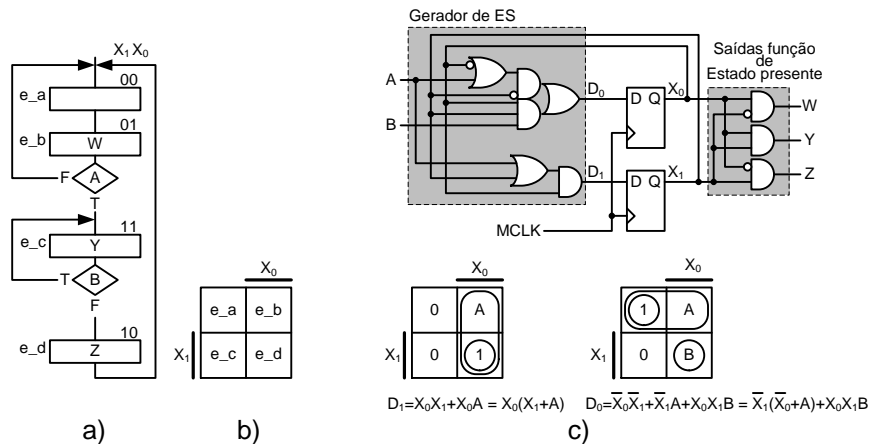 Gerador de ES
X1 X0
Saídas função
de
Estado presente
00
e_a
A
B
D0
D Q
X0
W
Y
Z
01
e_b
W
F
A
T
D1
D Q
X1
MCLK
11
e_c
Y
T
B
F
X0
e_a e_b
X1
e_c e_d
X0
0 A
X1
0 1
X0
1 A
X1
0 B
10
e_d
Z
D1=X0X1+X0A = X0(X1+A)
D0=X̅0X̅1+X̅1A+X0X1B = X̅1(X̅0+A)+X0X1B
a)
b)
c)